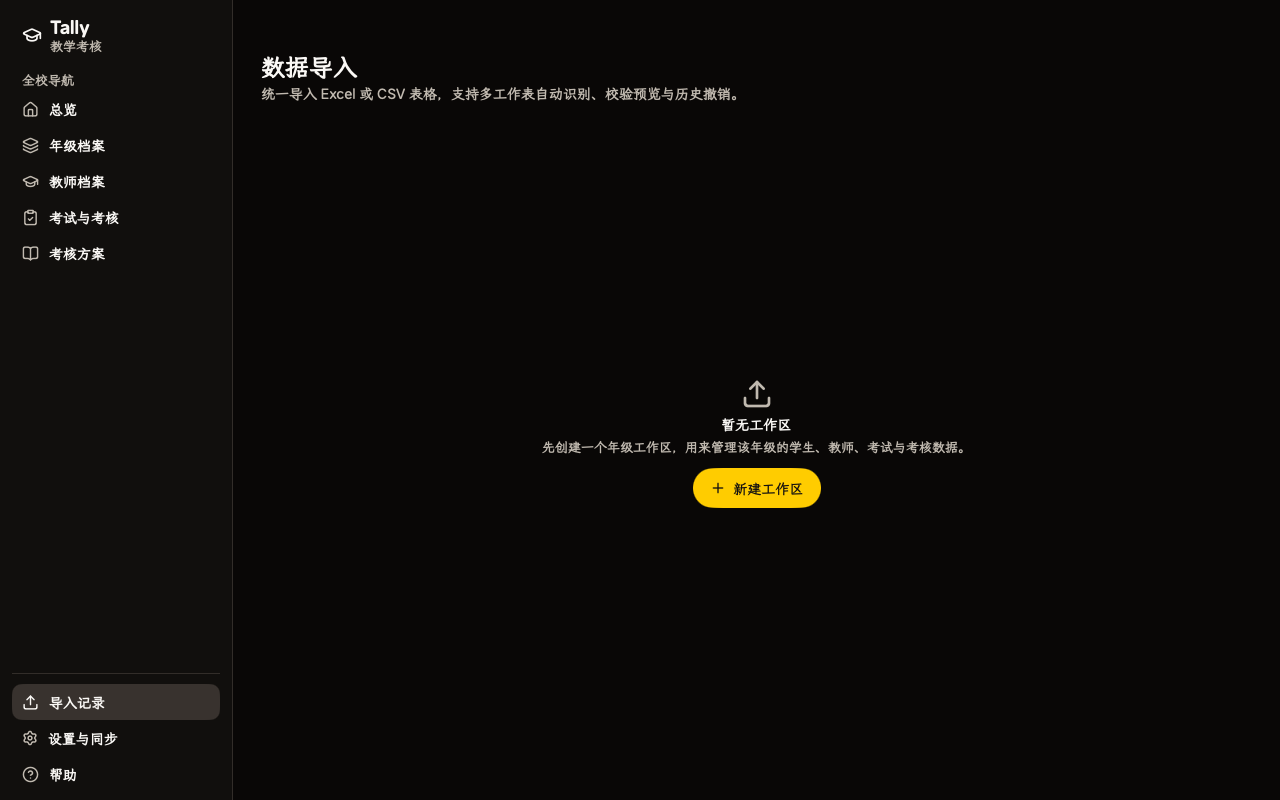 Tally
教学考核
全校导航
总览
年级档案
教师档案
考试与考核
考核方案
导入记录
设置与同步
帮助
数据导入
统一导入 Excel 或 CSV 表格，支持多工作表自动识别、校验预览与历史撤销。
暂无工作区
先创建一个年级工作区，用来管理该年级的学生、教师、考试与考核数据。
新建工作区